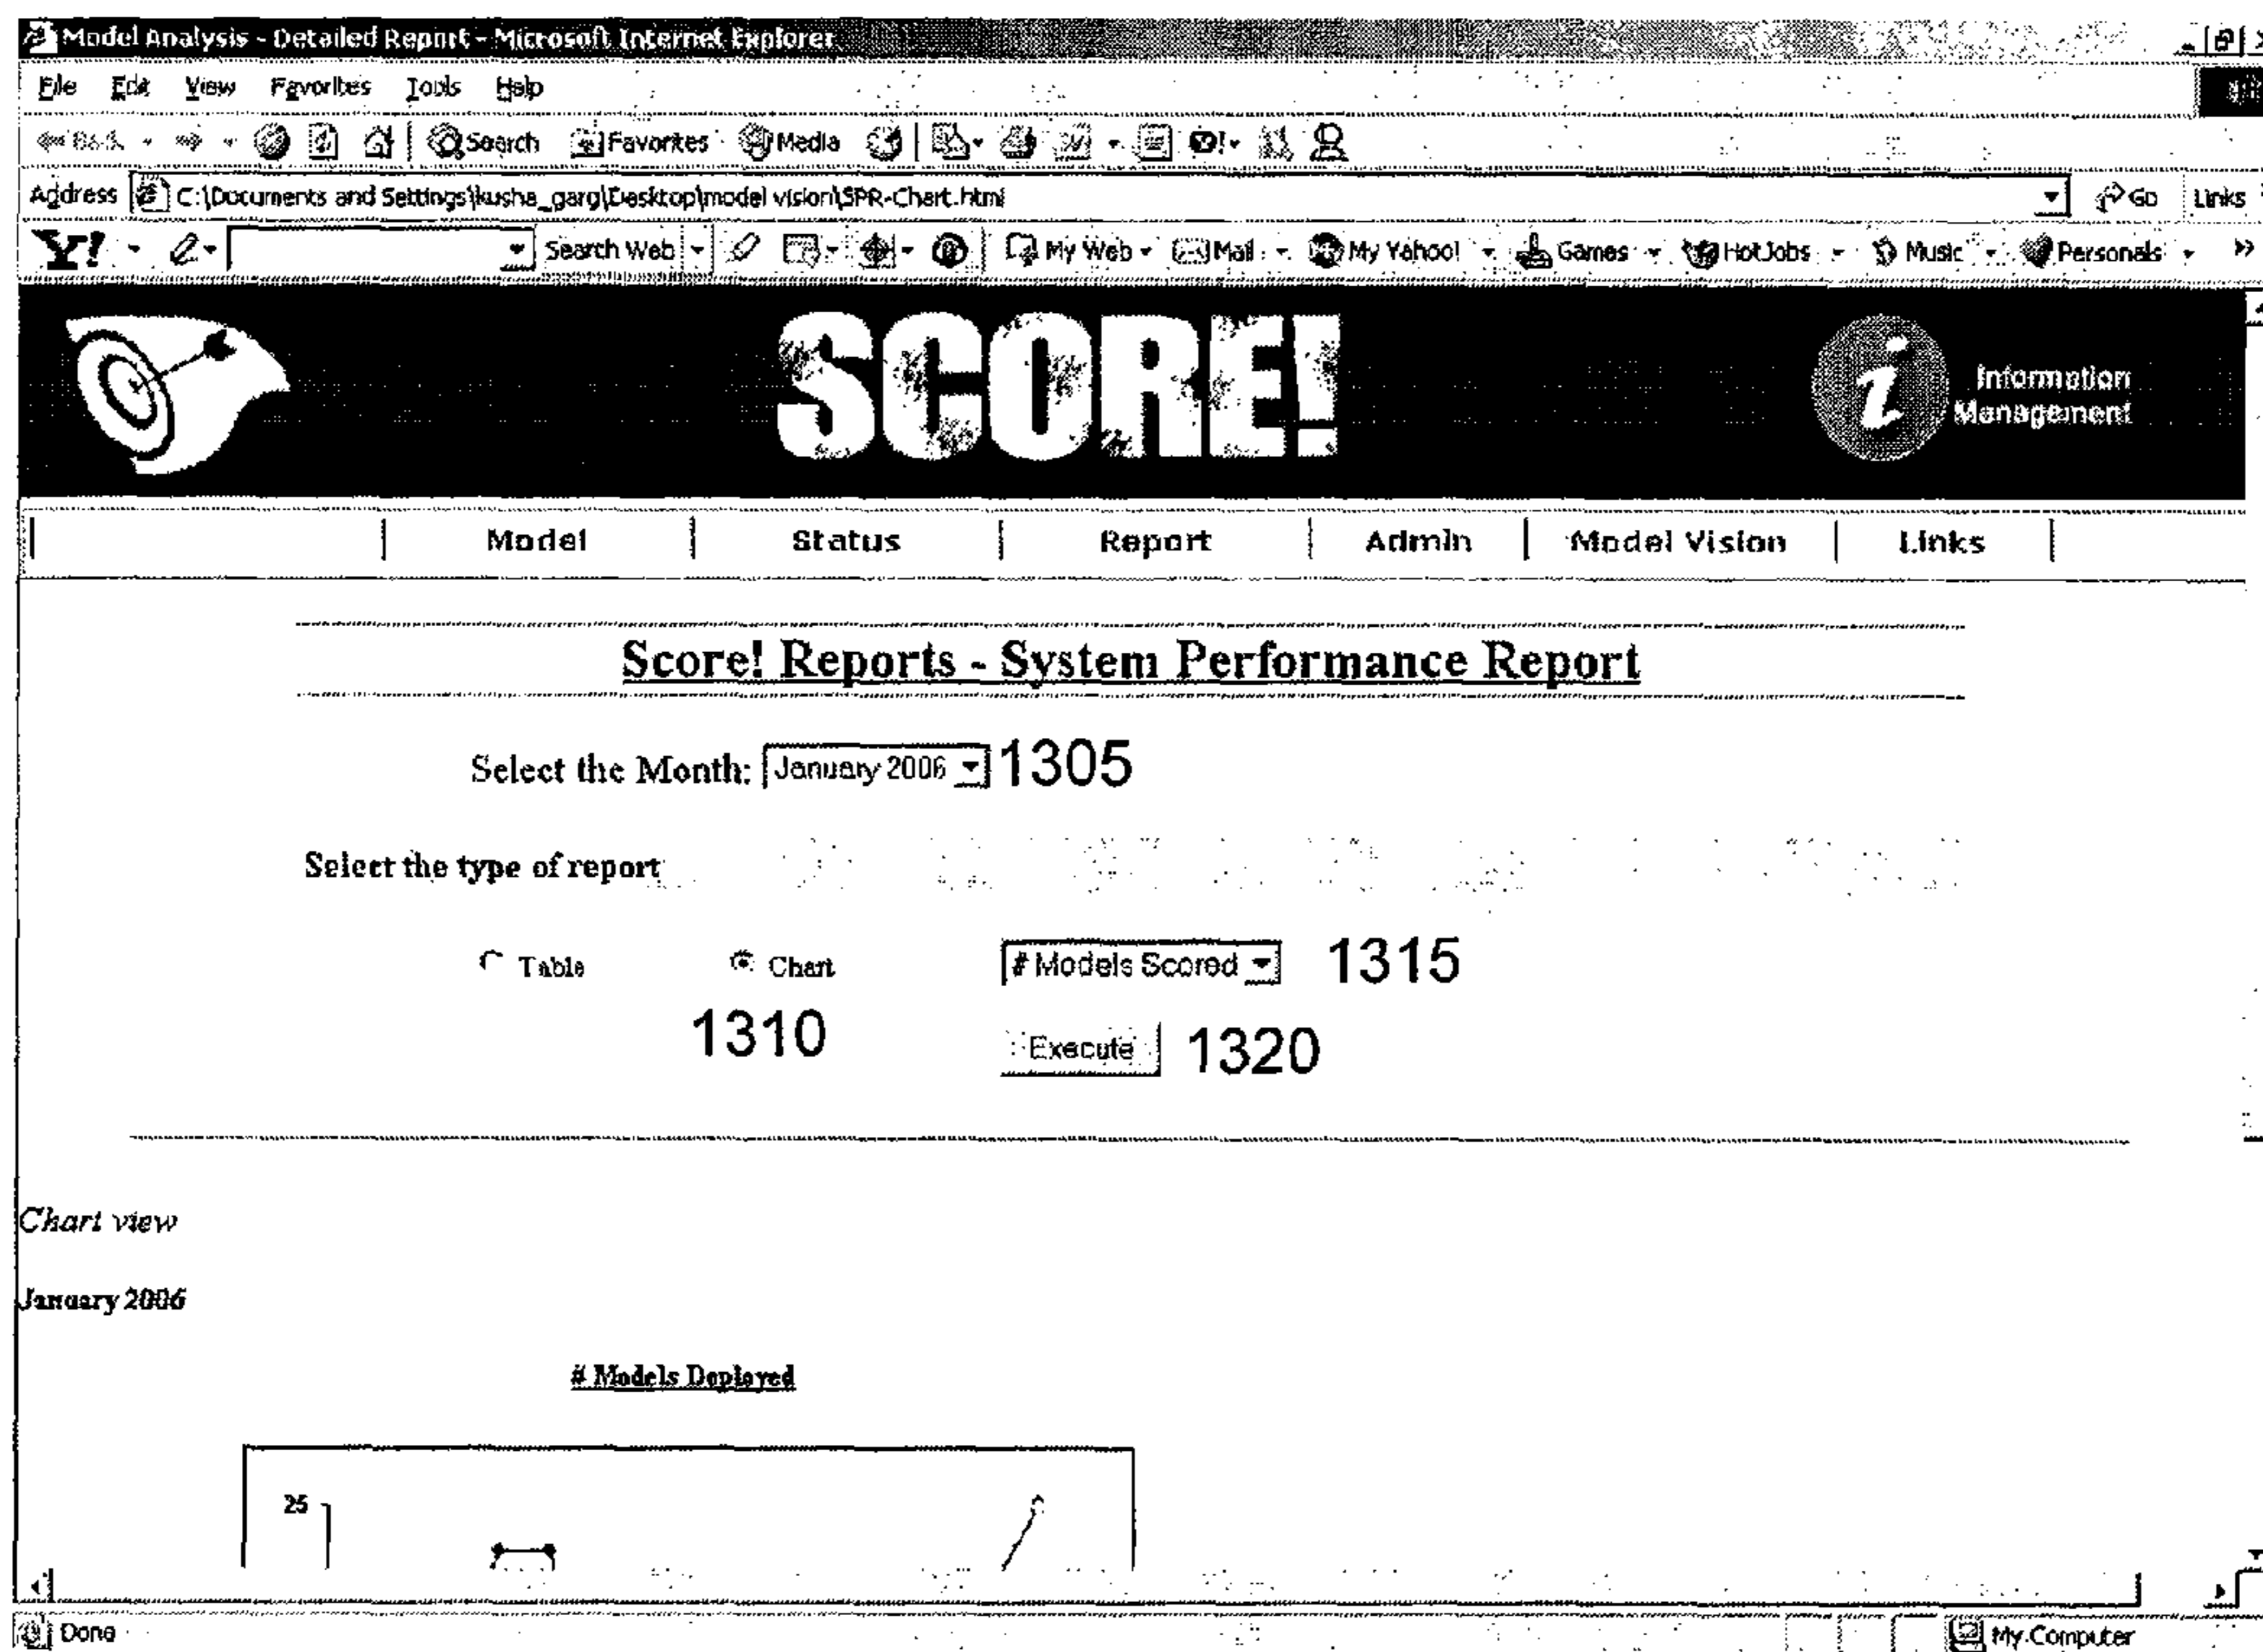 Model Analysis - Detailed Report - Microsoft Internet Explorer
File Edit View Favorites Tools Help
Back Search Favorites Media
Address C:\Documents and Settings\kusha_garg\Desktop\model vision\SPR-Chart.html Go Links
Y! Search Web My Web Mail My Yahoo! Games HotJobs Music Personals »
SCORE!
i Information
Management
Model Status Report Admin Model Vision Links
Score! Reports - System Performance Report
Select the Month: January 2006 1305
Select the type of report
Table Chart # Models Scored 1315
1310 Execute 1320
Chart view
January 2006
# Models Deployed
25
Done My Computer